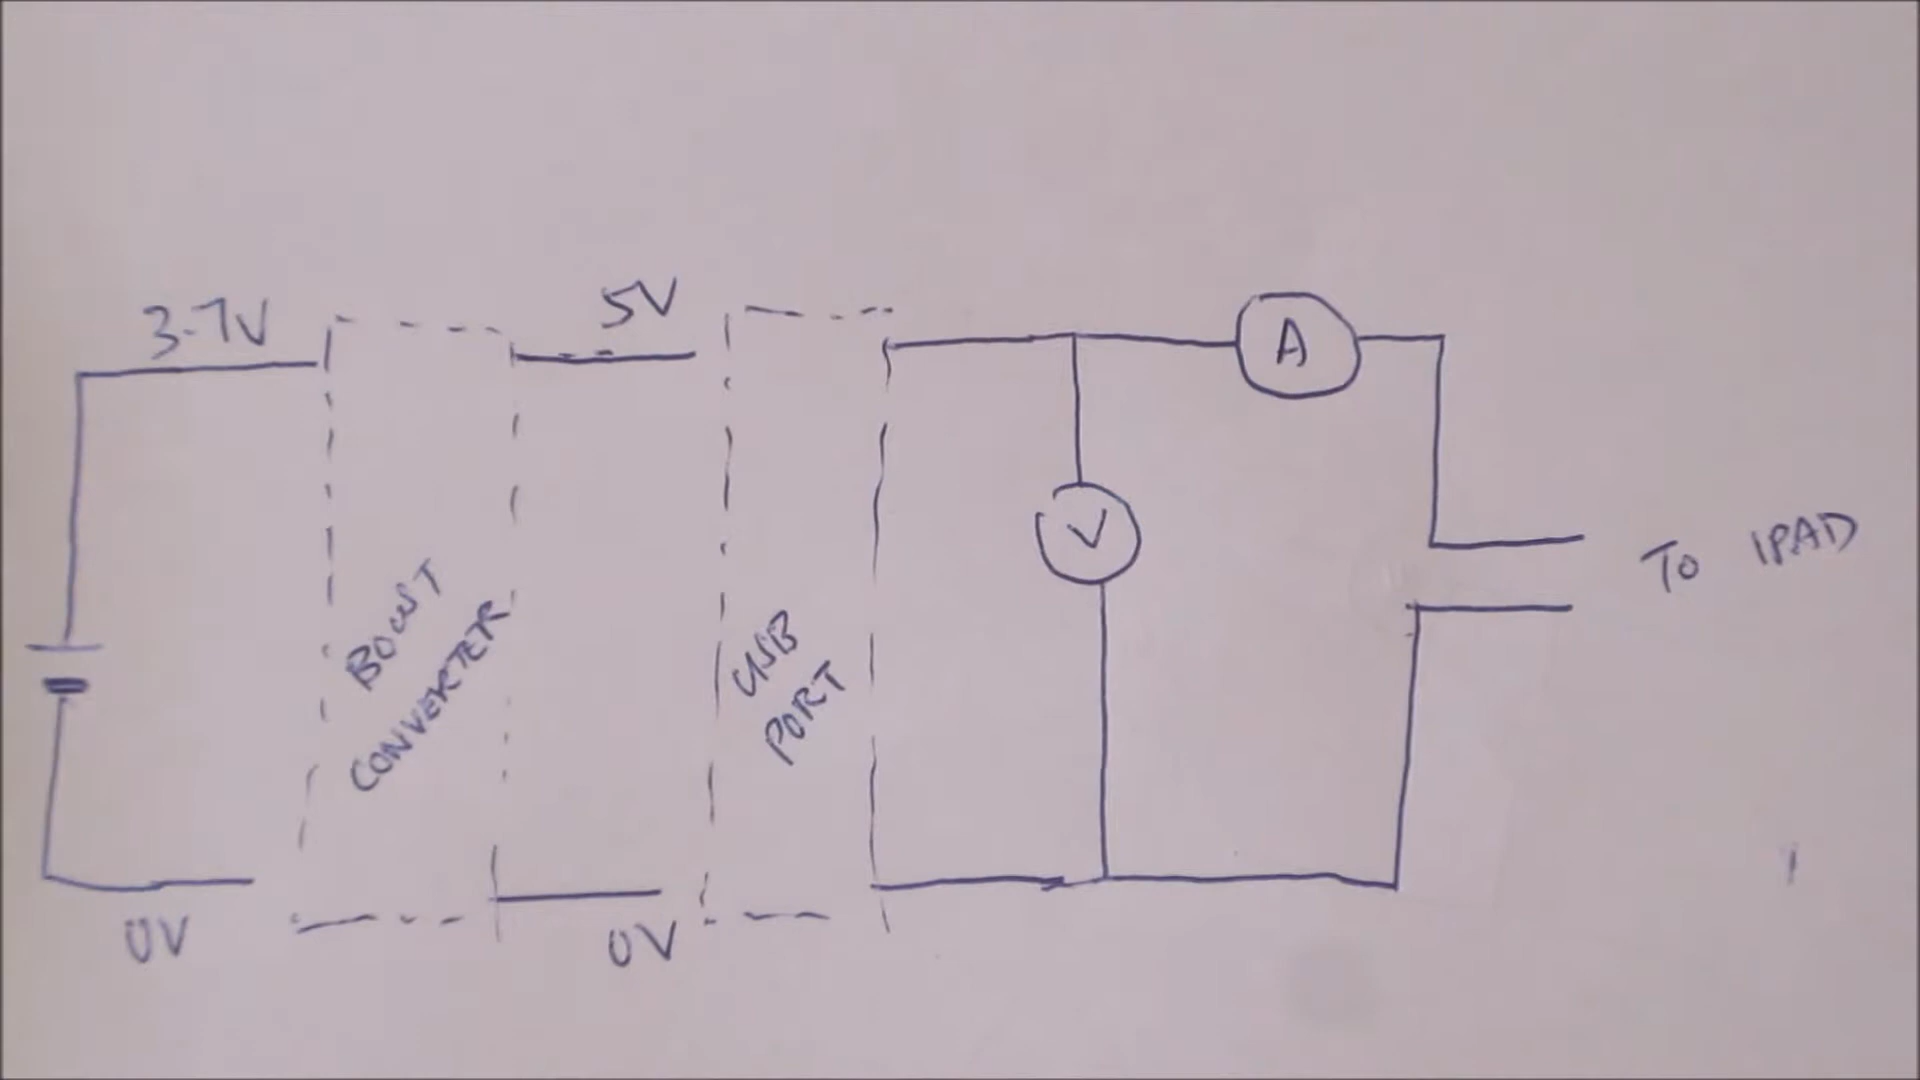 3.7V
5V
A
V
TO IPAD
BOOST
CONVERTER
USB
PORT
0V
0V